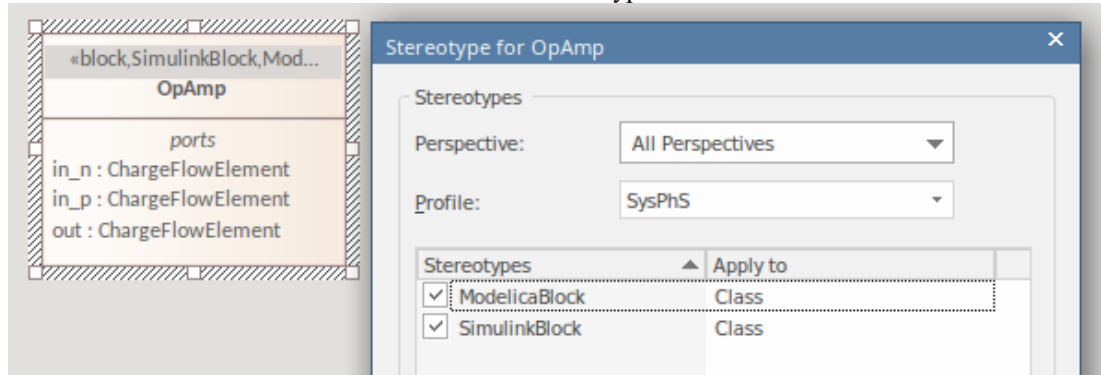 «block,SimulinkBlock,Mod...
OpAmp
ports
in_n : ChargeFlowElement
in_p : ChargeFlowElement
out : ChargeFlowElement
Stereotype for OpAmp
Stereotypes
Perspective: All Perspectives
Profile: SysPhS
Stereotypes Apply to
ModelicaBlock Class
SimulinkBlock Class